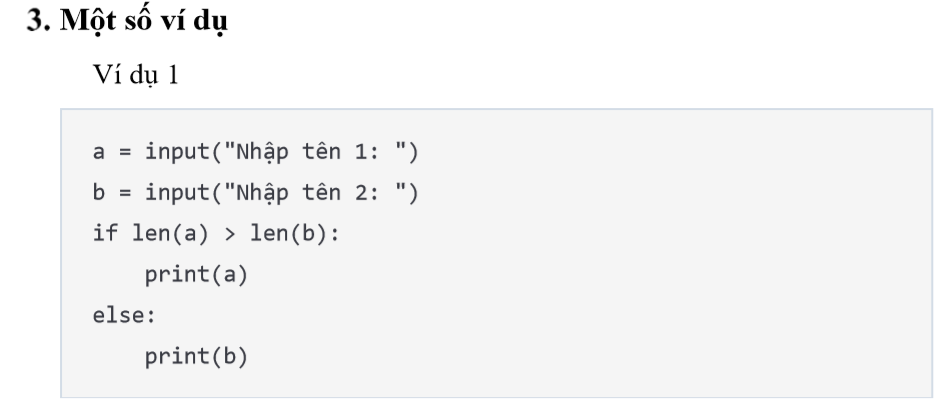 3. Một số ví dụ
Ví dụ 1
a = input("Nhập tên 1: ")
b = input("Nhập tên 2: ")
if len(a) > len(b):
    print(a)
else:
    print(b)